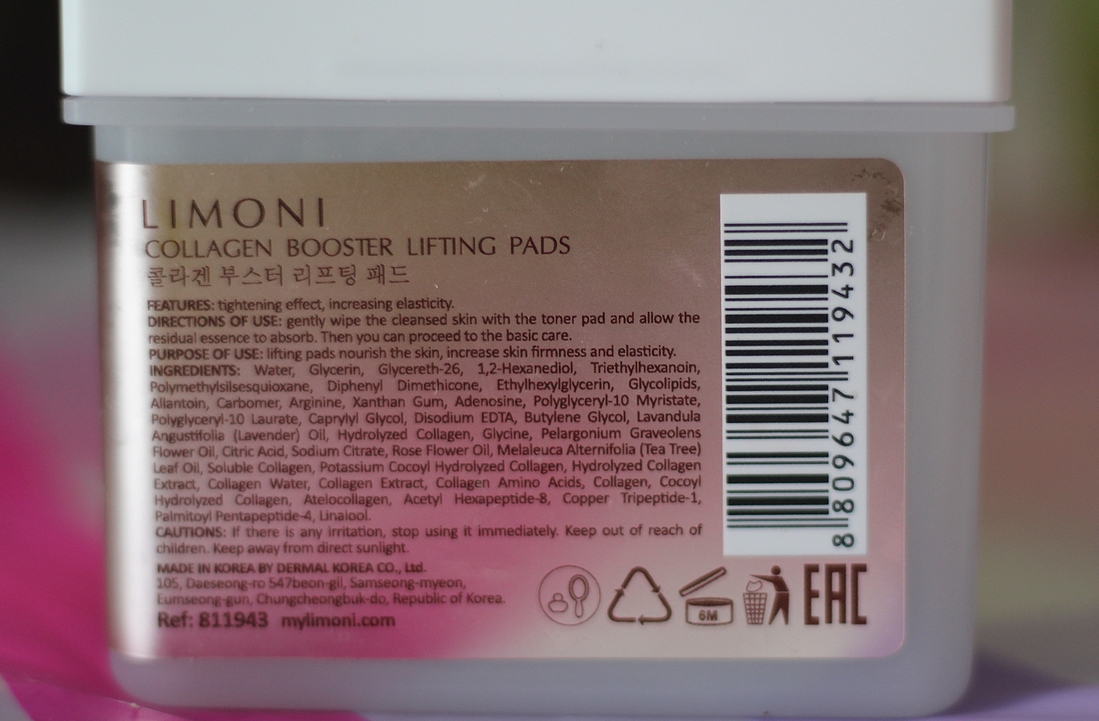 LIMONI
COLLAGEN BOOSTER LIFTING PADS
콜라겐 부스터 리프팅 패드
FEATURES: tightening effect, increasing elasticity.
DIRECTIONS OF USE: gently wipe the cleansed skin with the toner pad and allow the
residual essence to absorb. Then you can proceed to the basic care.
PURPOSE OF USE: lifting pads nourish the skin, increase skin firmness and elasticity.
INGREDIENTS: Water, Glycerin, Glycereth-26, 1,2-Hexanediol, Triethylhexanoin,
Polymethylsilsesquioxane, Diphenyl Dimethicone, Ethylhexylglycerin, Glycolipids,
Allantoin, Carbomer, Arginine, Xanthan Gum, Adenosine, Polyglyceryl-10 Myristate,
Polyglyceryl-10 Laurate, Caprylyl Glycol, Disodium EDTA, Butylene Glycol, Lavandula
Angustifolia (Lavender) Oil, Hydrolyzed Collagen, Glycine, Pelargonium Graveolens
Flower Oil, Citric Acid, Sodium Citrate, Rose Flower Oil, Melaleuca Alternifolia (Tea Tree)
Leaf Oil, Soluble Collagen, Potassium Cocoyl Hydrolyzed Collagen, Hydrolyzed Collagen
Extract, Collagen Water, Collagen Extract, Collagen Amino Acids, Collagen, Cocoyl
Hydrolyzed Collagen, Atelocollagen, Acetyl Hexapeptide-8, Copper Tripeptide-1,
Palmitoyl Pentapeptide-4, Linalool.
CAUTIONS: If there is any irritation, stop using it immediately. Keep out of reach of
children. Keep away from direct sunlight.
MADE IN KOREA BY DERMAL KOREA CO., Ltd.
105, Daeseong-ro 547beon-gil, Samseong-myeon,
Eumseong-gun, Chungcheongbuk-do, Republic of Korea.
Ref: 811943 mylimoni.com
6M
EAC
8809647119432